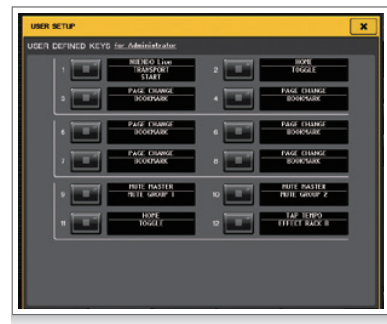 USER SETUP
USER DEFINED KEYS for Administrator
1 NUENDO Live
TRANSPORT
START
2 HOME
TOGGLE
3 PAGE CHANGE
BOOKMARK
4 PAGE CHANGE
BOOKMARK
5 PAGE CHANGE
BOOKMARK
6 PAGE CHANGE
BOOKMARK
7 PAGE CHANGE
BOOKMARK
8 PAGE CHANGE
BOOKMARK
9 MUTE MASTER
MUTE GROUP 1
10 MUTE MASTER
MUTE GROUP 2
11 HOME
TOGGLE
12 TAP TEMPO
EFFECT RACK 8